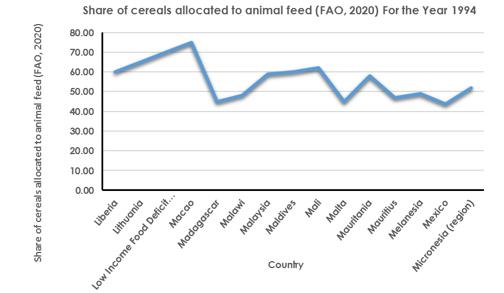 Share of cereals allocated to animal feed (FAO, 2020) For the Year 1994
Share of cereals allocated to animal feed (FAO, 2020)
80.00
70.00
60.00
50.00
40.00
30.00
20.00
10.00
0.00
Liberia
Lithuania
Low Income Food Deficit...
Macao
Madagascar
Malawi
Malaysia
Maldives
Mali
Malta
Mauritania
Mauritius
Melanesia
Mexico
Micronesia (region)
Country